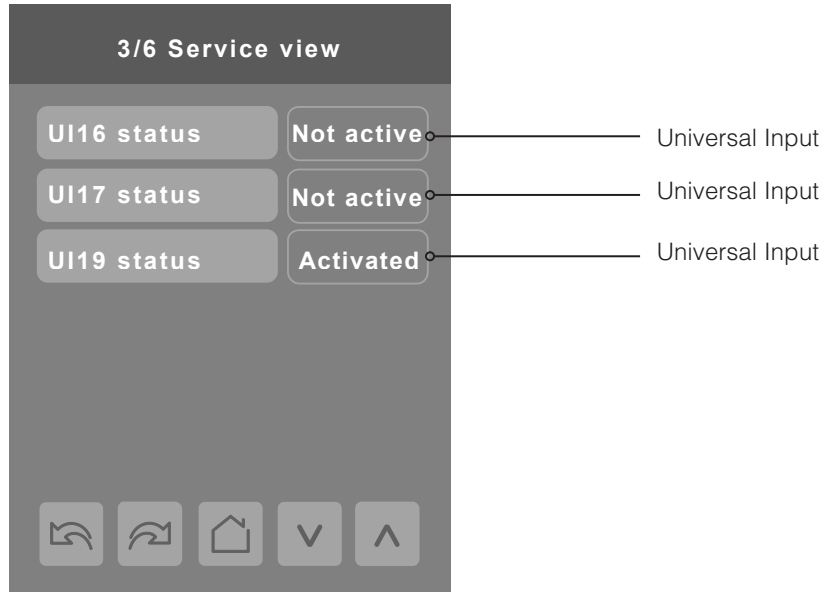 3/6 Service view
UI16 status Not active Universal Input
UI17 status Not active Universal Input
UI19 status Activated Universal Input